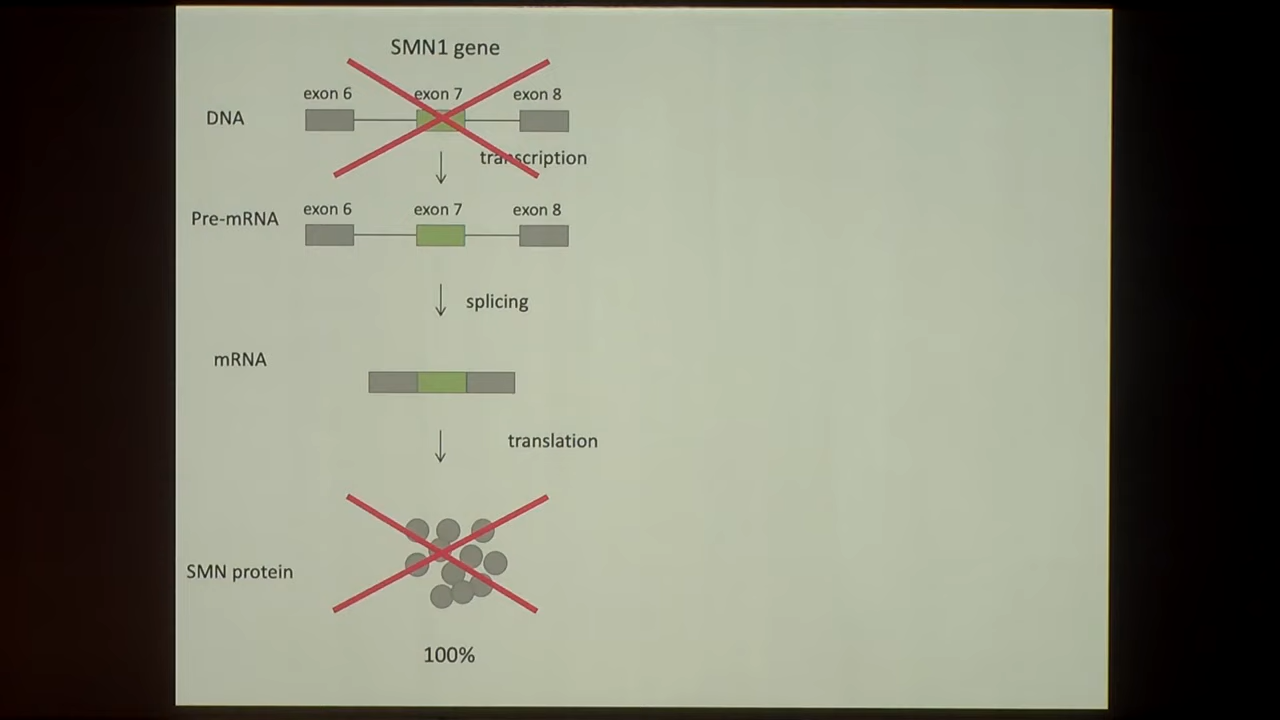 SMN1 gene
exon 6 exon 7 exon 8
DNA
transcription
exon 6 exon 7 exon 8
Pre-mRNA
splicing
mRNA
translation
SMN protein
100%